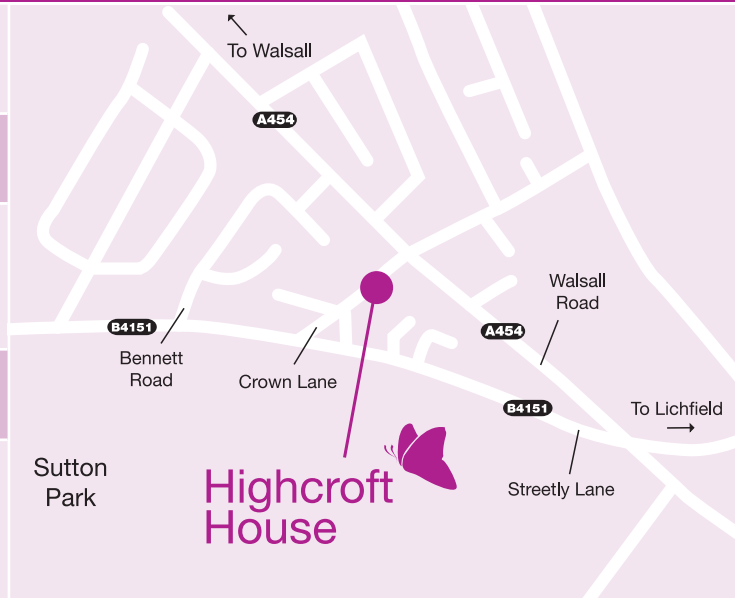 To Walsall
A454
Walsall
Road
B4151
A454
Bennett
Road
Crown Lane
B4151
To Lichfield
Sutton
Park
Highcroft
House
Streetly Lane